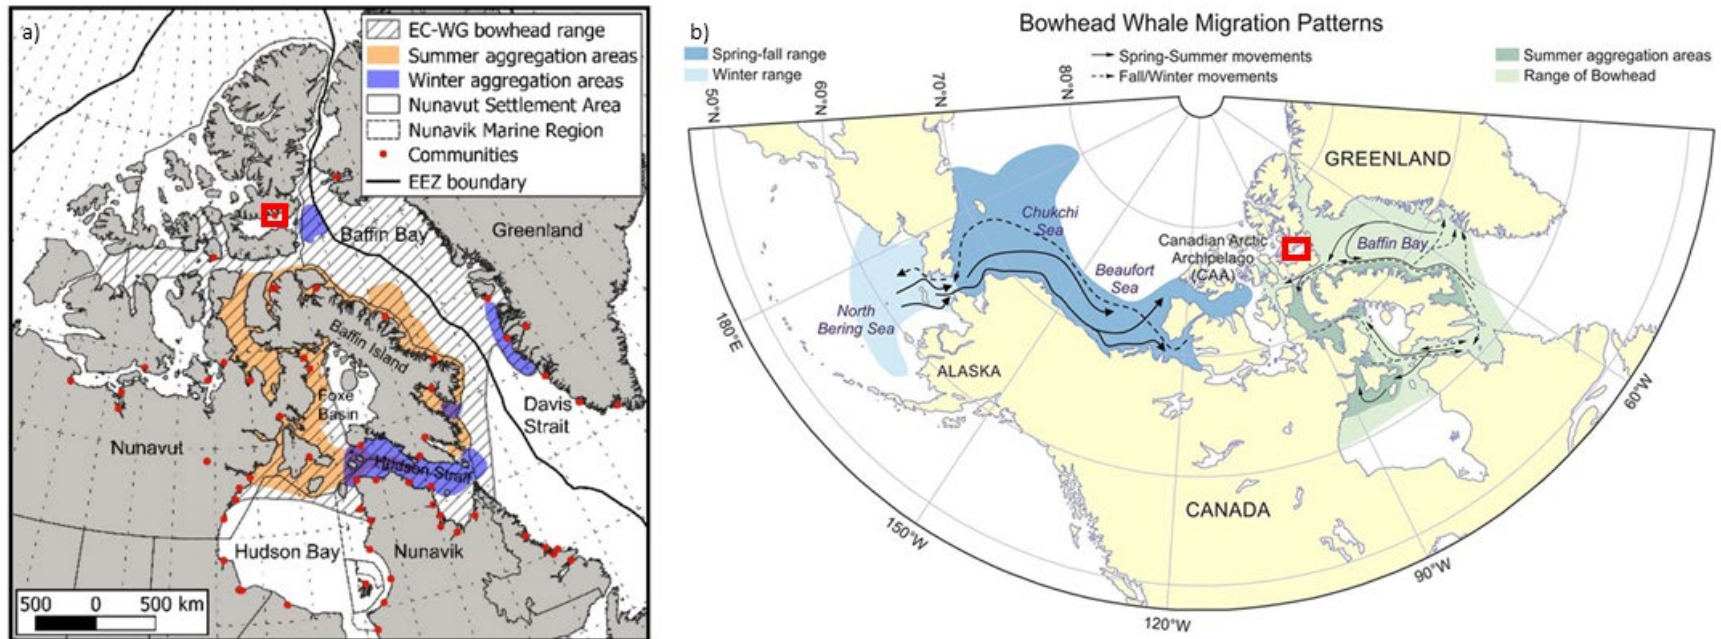 a)
EC-WG bowhead range
Summer aggregation areas
Winter aggregation areas
Nunavut Settlement Area
Nunavik Marine Region
Communities
EEZ boundary
Baffin Bay
Greenland
Baffin Island
Foxe
Basin
Davis
Strait
Nunavut
Hudson Strait
Hudson Bay
Nunavik
500 0 500 km
b)
Bowhead Whale Migration Patterns
Spring-fall range
Winter range
Spring-Summer movements
Fall/Winter movements
Summer aggregation areas
Range of Bowhead
50°N
60°N
70°N
80°N
GREENLAND
Chukchi
Sea
Canadian Arctic
Archipelago
(CAA)
Baffin Bay
Beaufort
Sea
North
Bering Sea
180°E
ALASKA
60°W
CANADA
150°W
90°W
120°W